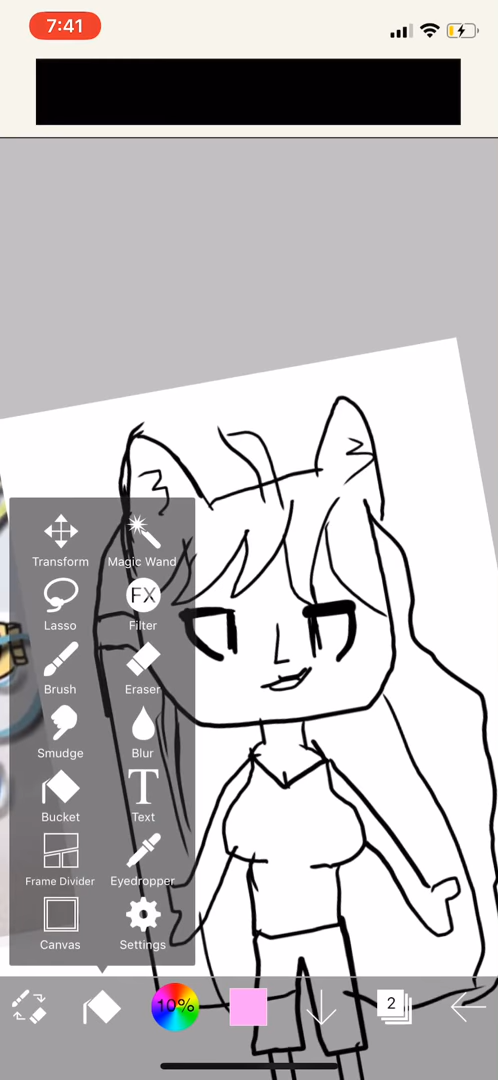 7:41
Transform
Magic Wand
FX
Lasso
Filter
Brush
Eraser
Smudge
Blur
T
Bucket
Text
Frame Divider
Eyedropper
Canvas
Settings
10%
2